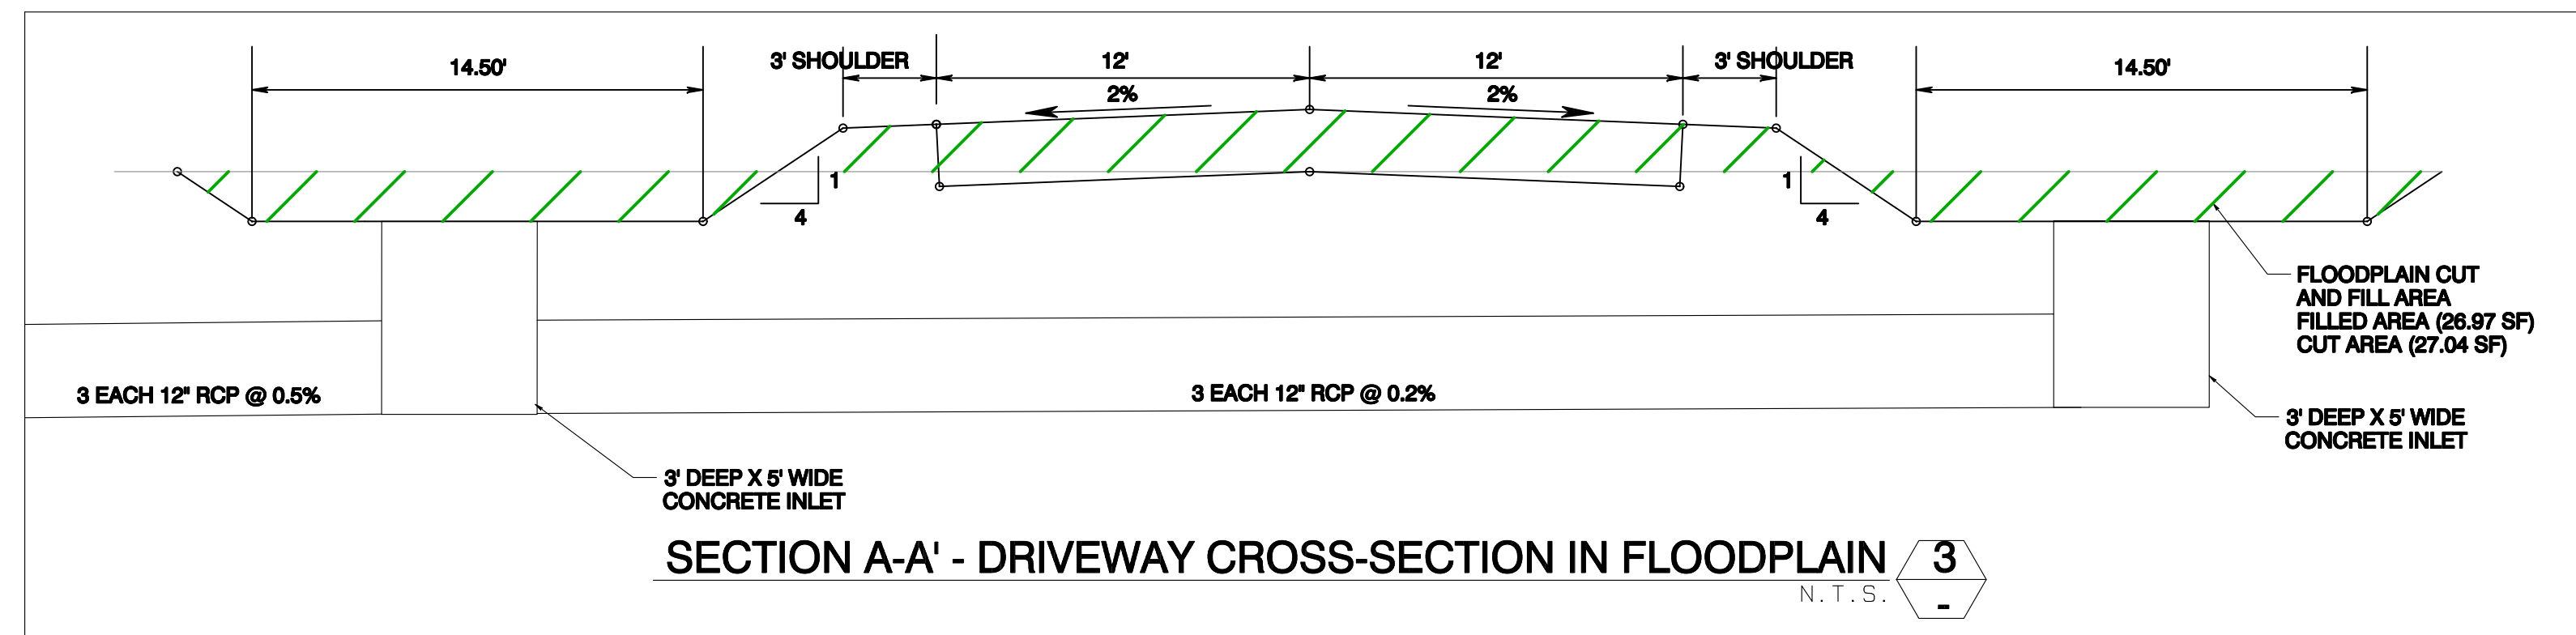 14.50'
3' SHOULDER
12'
12'
3' SHOULDER
14.50'
2%
2%
1
4
1
4
FLOODPLAIN CUT
AND FILL AREA
FILLED AREA (26.97 SF)
CUT AREA (27.04 SF)
3 EACH 12" RCP @ 0.5%
3 EACH 12" RCP @ 0.2%
3' DEEP X 5' WIDE
CONCRETE INLET
3' DEEP X 5' WIDE
CONCRETE INLET
SECTION A-A' - DRIVEWAY CROSS-SECTION IN FLOODPLAIN
3
N.T.S.
-